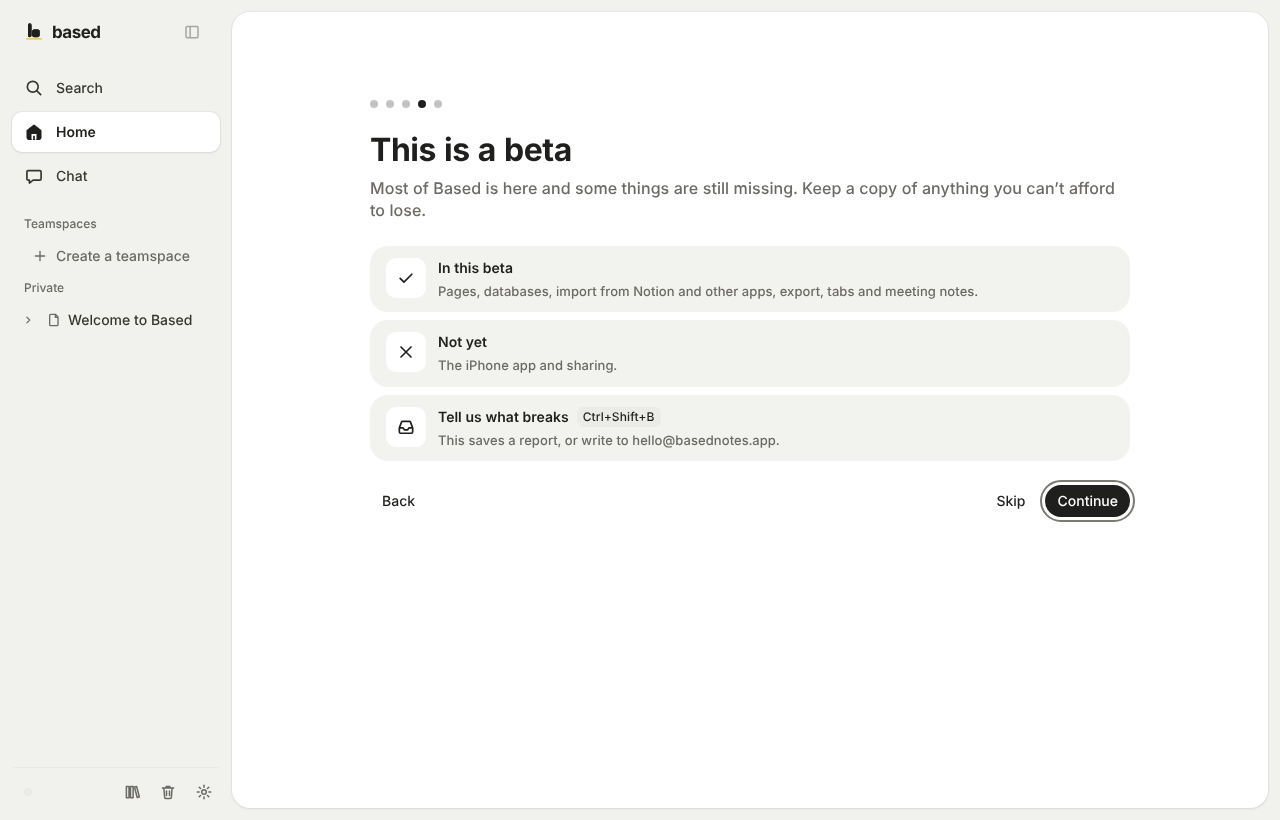 based
Search
Home
Chat
Teamspaces
Create a teamspace
Private
Welcome to Based
This is a beta
Most of Based is here and some things are still missing. Keep a copy of anything you can’t afford
to lose.
In this beta
Pages, databases, import from Notion and other apps, export, tabs and meeting notes.
Not yet
The iPhone app and sharing.
Tell us what breaks Ctrl+Shift+B
This saves a report, or write to hello@basednotes.app.
Back
Skip
Continue